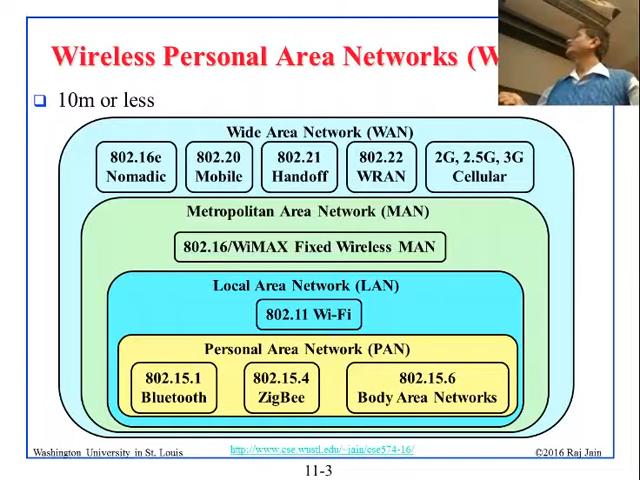 Wireless Personal Area Networks (W
10m or less
Wide Area Network (WAN)
802.16e
Nomadic
802.20
Mobile
802.21
Handoff
802.22
WRAN
2G, 2.5G, 3G
Cellular
Metropolitan Area Network (MAN)
802.16/WiMAX Fixed Wireless MAN
Local Area Network (LAN)
802.11 Wi-Fi
Personal Area Network (PAN)
802.15.1
Bluetooth
802.15.4
ZigBee
802.15.6
Body Area Networks
Washington University in St. Louis
http://www.cse.wustl.edu/~jain/cse574-16/
©2016 Raj Jain
11-3